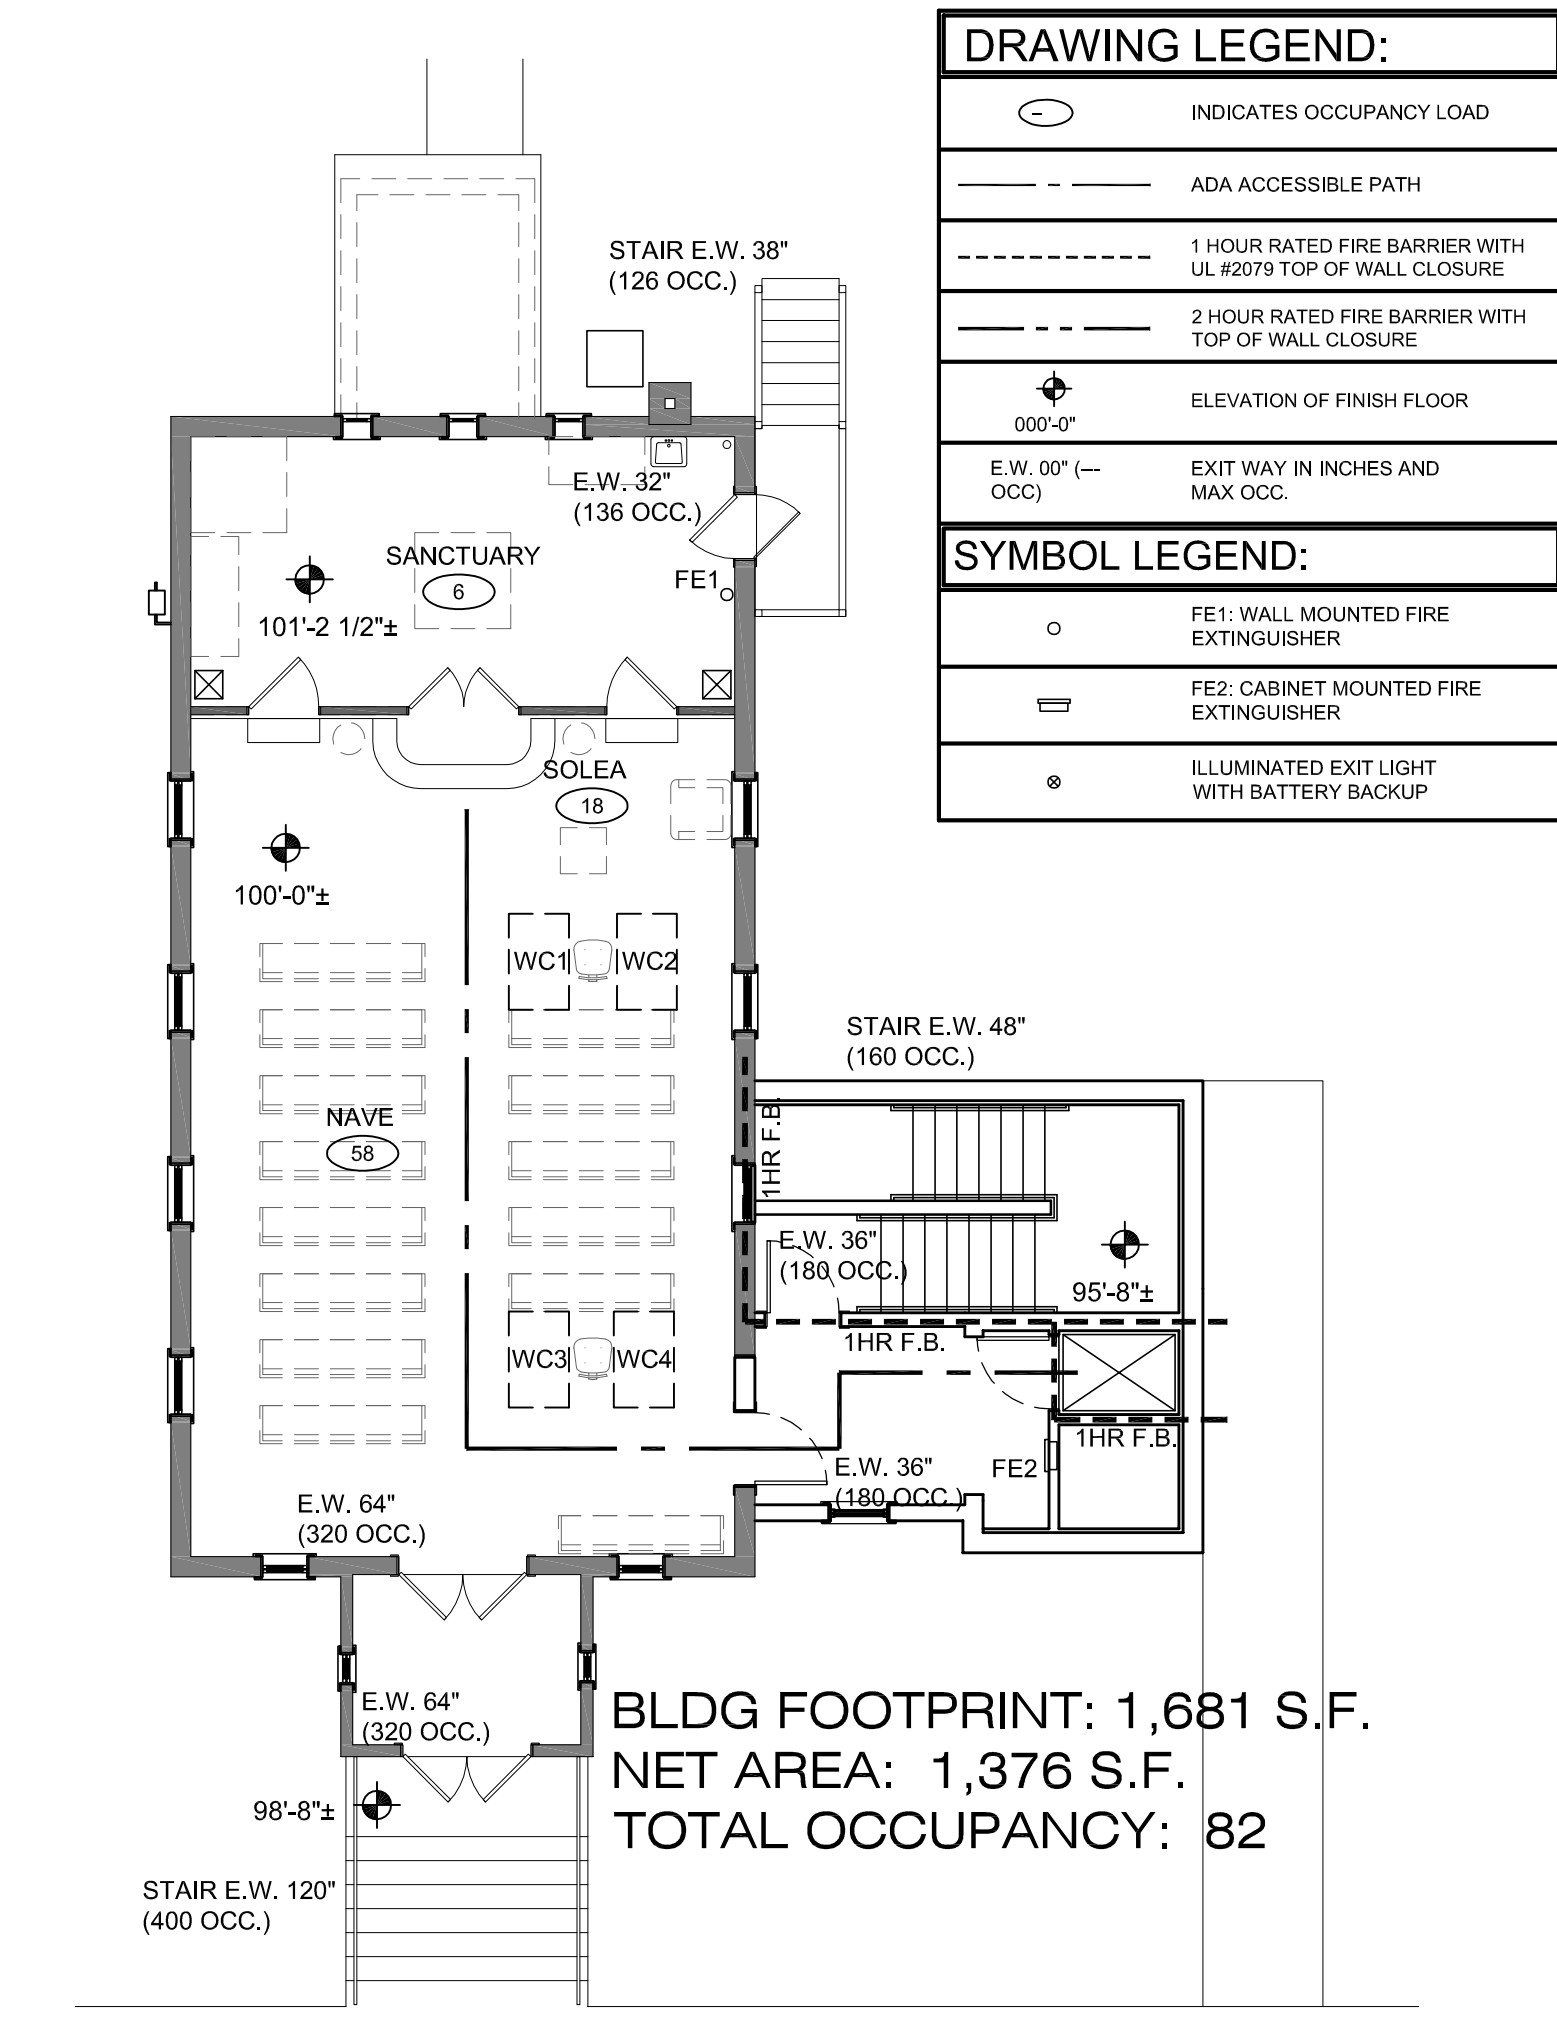 DRAWING LEGEND:
INDICATES OCCUPANCY LOAD
ADA ACCESSIBLE PATH
1 HOUR RATED FIRE BARRIER WITH
UL #2079 TOP OF WALL CLOSURE
2 HOUR RATED FIRE BARRIER WITH
TOP OF WALL CLOSURE
000'-0"
ELEVATION OF FINISH FLOOR
E.W. 00" (---
OCC)
EXIT WAY IN INCHES AND
MAX OCC.
SYMBOL LEGEND:
FE1: WALL MOUNTED FIRE
EXTINGUISHER
FE2: CABINET MOUNTED FIRE
EXTINGUISHER
ILLUMINATED EXIT LIGHT
WITH BATTERY BACKUP
STAIR E.W. 38"
(126 OCC.)
E.W. 32"
(136 OCC.)
SANCTUARY
6
FE1
101'-2 1/2"±
SOLEA
18
100'-0"±
WC1
WC2
STAIR E.W. 48"
(160 OCC.)
1HR F.B.
NAVE
58
E.W. 36"
(180 OCC.)
95'-8"±
1HR F.B.
WC3
WC4
1HR F.B.
E.W. 36"
(180 OCC.)
FE2
E.W. 64"
(320 OCC.)
E.W. 64"
(320 OCC.)
BLDG FOOTPRINT: 1,681 S.F.
NET AREA: 1,376 S.F.
TOTAL OCCUPANCY: 82
98'-8"±
STAIR E.W. 120"
(400 OCC.)